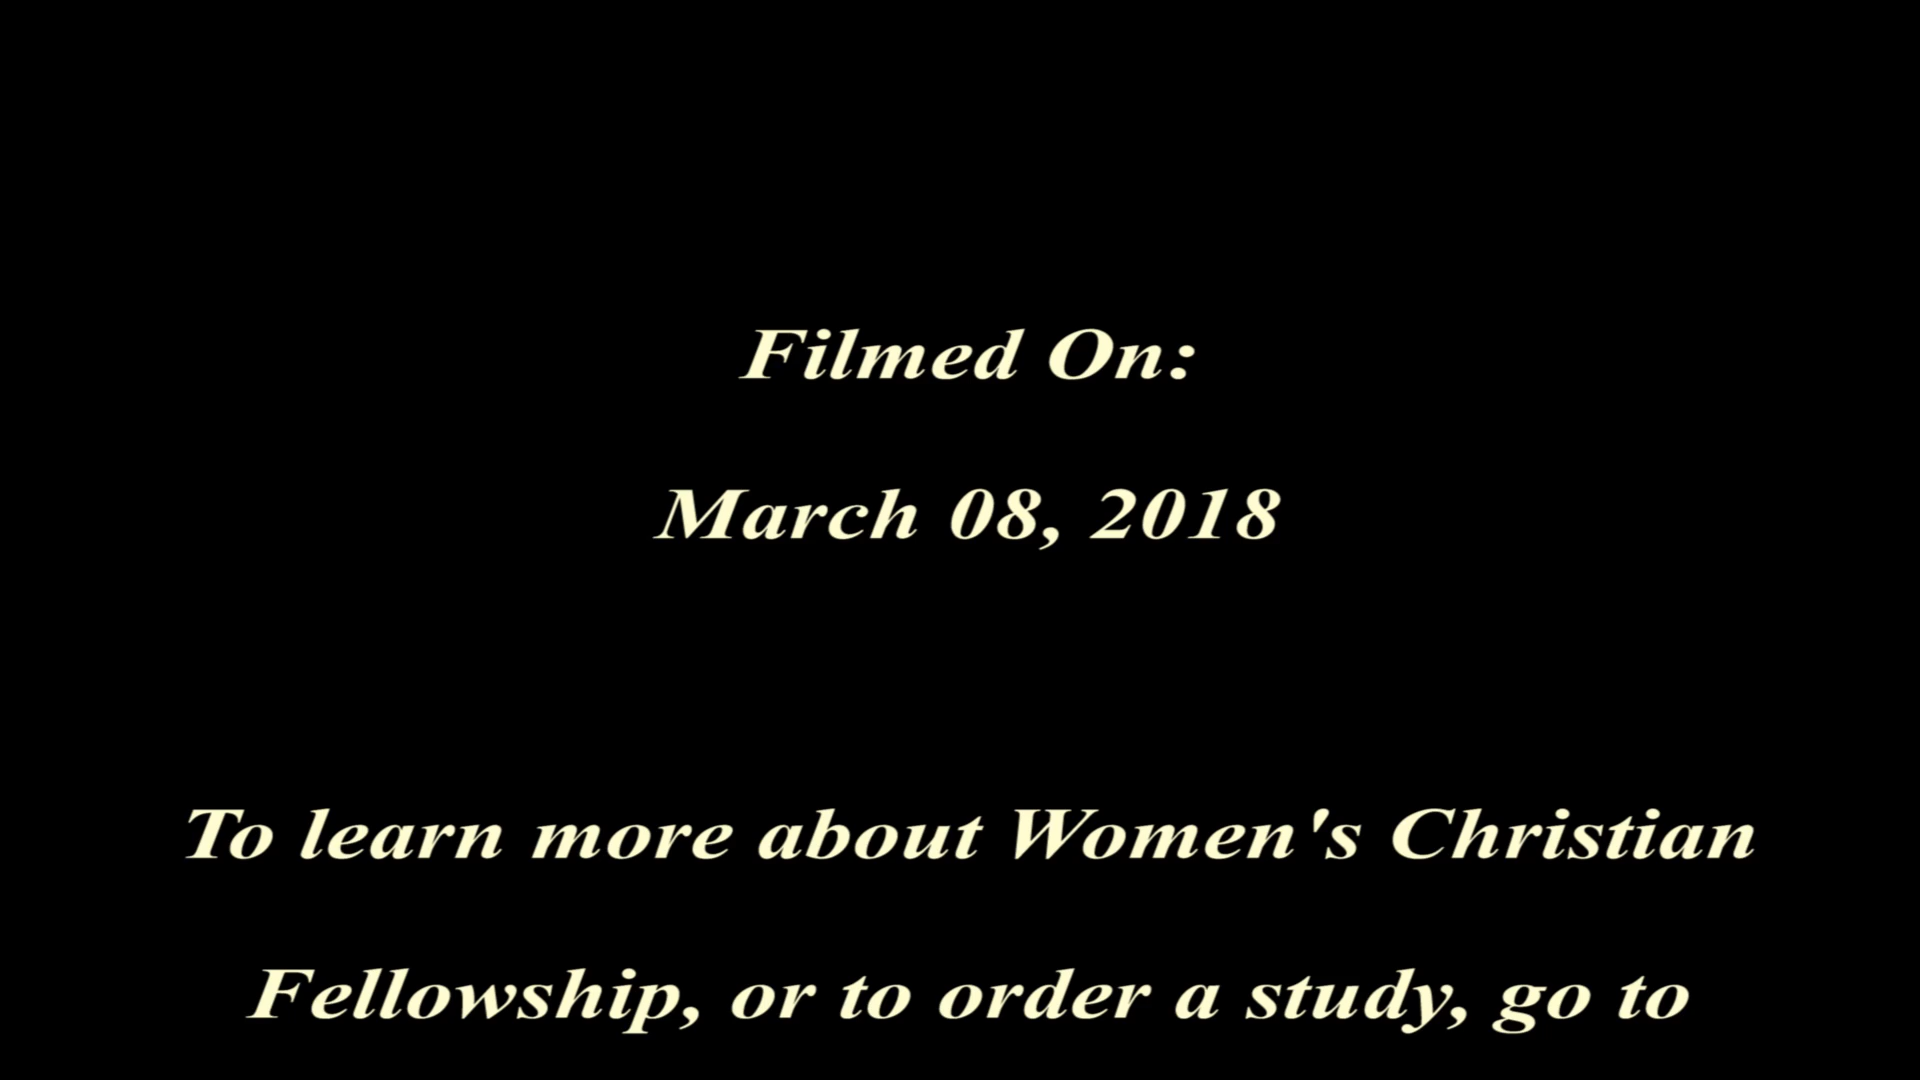 Filmed On:
March 08, 2018
To learn more about Women's Christian
Fellowship, or to order a study, go to